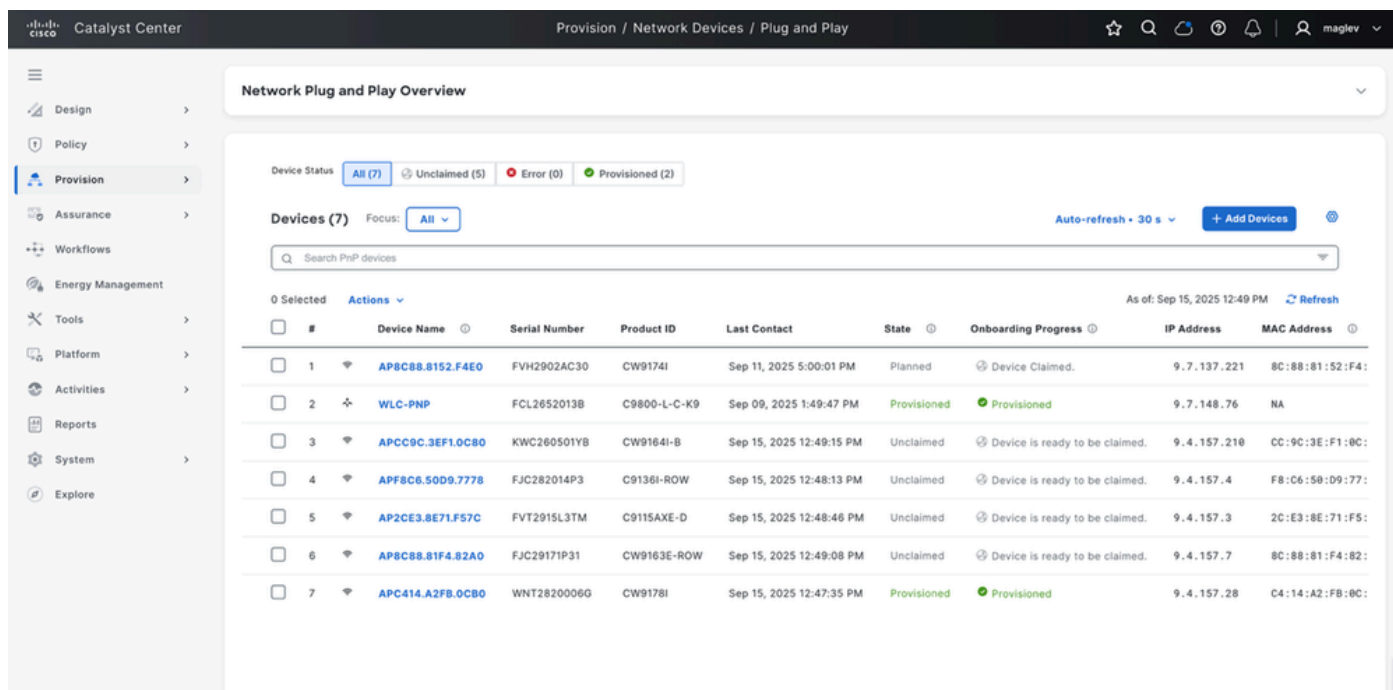 cisco Catalyst Center Provision / Network Devices / Plug and Play maglev
Network Plug and Play Overview
Design
Policy
Provision
Assurance
Workflows
Energy Management
Tools
Platform
Activities
Reports
System
Explore
Device Status All (7) Unclaimed (5) Error (0) Provisioned (2)
Devices (7) Focus: All Auto-refresh • 30 s + Add Devices
Search PnP devices
0 Selected Actions As of: Sep 15, 2025 12:49 PM Refresh
# Device Name Serial Number Product ID Last Contact State Onboarding Progress IP Address MAC Address
1 AP8C88.8152.F4E0 FVH2902AC30 CW9174I Sep 11, 2025 5:00:01 PM Planned Device Claimed. 9.7.137.221 8C:88:81:52:F4:
2 WLC-PNP FCL2652013B C9800-L-C-K9 Sep 09, 2025 1:49:47 PM Provisioned Provisioned 9.7.148.76 NA
3 APCC9C.3EF1.0C80 KWC260501YB CW9164I-B Sep 15, 2025 12:49:15 PM Unclaimed Device is ready to be claimed. 9.4.157.210 CC:9C:3E:F1:0C:
4 APF8C6.50D9.7778 FJC282014P3 C9136I-ROW Sep 15, 2025 12:48:13 PM Unclaimed Device is ready to be claimed. 9.4.157.4 F8:C6:50:D9:77:
5 AP2CE3.8E71.F57C FVT2915L3TM C9115AXE-D Sep 15, 2025 12:48:46 PM Unclaimed Device is ready to be claimed. 9.4.157.3 2C:E3:8E:71:F5:
6 AP8C88.81F4.82A0 FJC29171P31 CW9163E-ROW Sep 15, 2025 12:49:08 PM Unclaimed Device is ready to be claimed. 9.4.157.7 8C:88:81:F4:82:
7 APC414.A2FB.0CB0 WNT2820006G CW9178I Sep 15, 2025 12:47:35 PM Provisioned Provisioned 9.4.157.28 C4:14:A2:FB:0C: